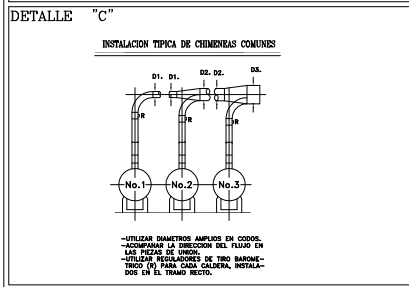 DETALLE "C"
INSTALACION TIPICA DE CHIMENEAS COMUNES
D1. D1. D2. D2. D3.
R R R
No.1 No.2 No.3
-UTILIZAR DIAMETROS AMPLIOS EN CODOS.
-ACOMPAÑAR LA DIRECCION DEL FLUJO EN
LAS PIEZAS DE UNION.
-UTILIZAR REGULADORES DE TIRO BAROME-
TRICO (R) PARA CADA CALDERA, INSTALA-
DOS EN EL TRAMO RECTO.